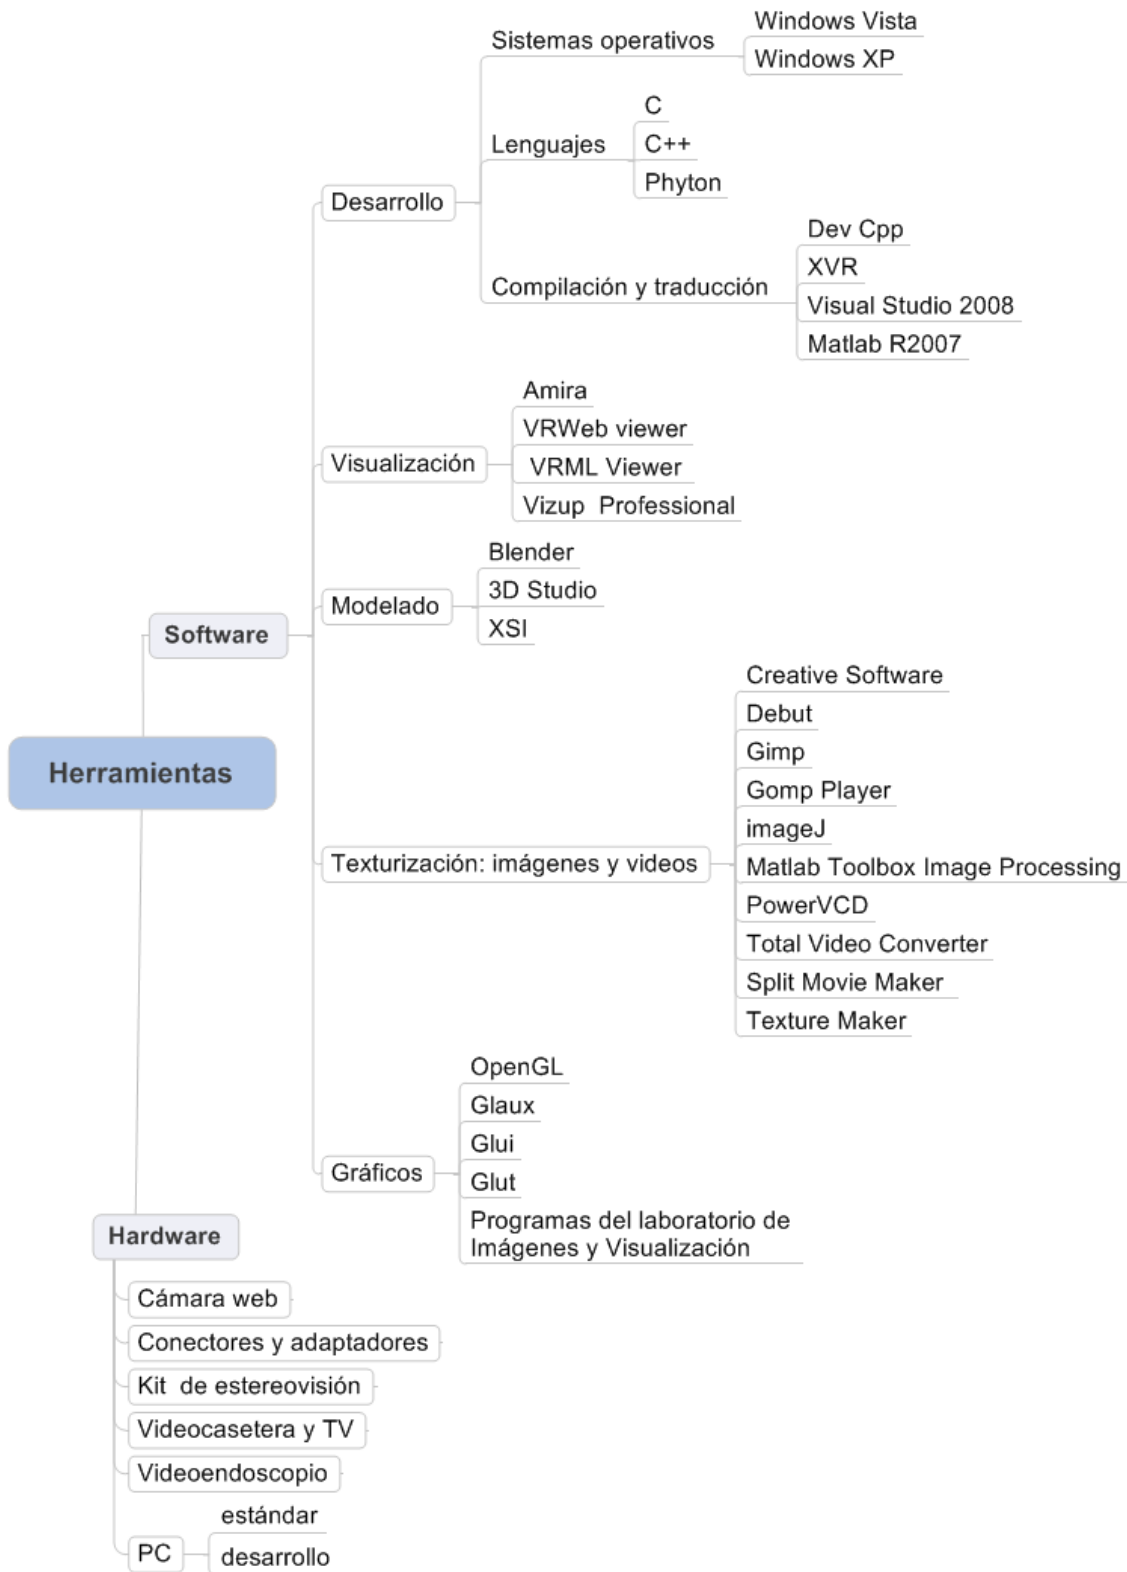 Herramientas
Software
Desarrollo
Sistemas operativos
Windows Vista
Windows XP
Lenguajes
C
C++
Phyton
Compilación y traducción
Dev Cpp
XVR
Visual Studio 2008
Matlab R2007
Visualización
Amira
VRWeb viewer
VRML Viewer
Vizup Professional
Modelado
Blender
3D Studio
XSI
Texturización: imágenes y videos
Creative Software
Debut
Gimp
Gomp Player
imageJ
Matlab Toolbox Image Processing
PowerVCD
Total Video Converter
Split Movie Maker
Texture Maker
Gráficos
OpenGL
Glaux
Glui
Glut
Programas del laboratorio de
Imágenes y Visualización
Hardware
Cámara web
Conectores y adaptadores
Kit de estereovisión
Videocasetera y TV
Videoendoscopio
PC
estándar
desarrollo